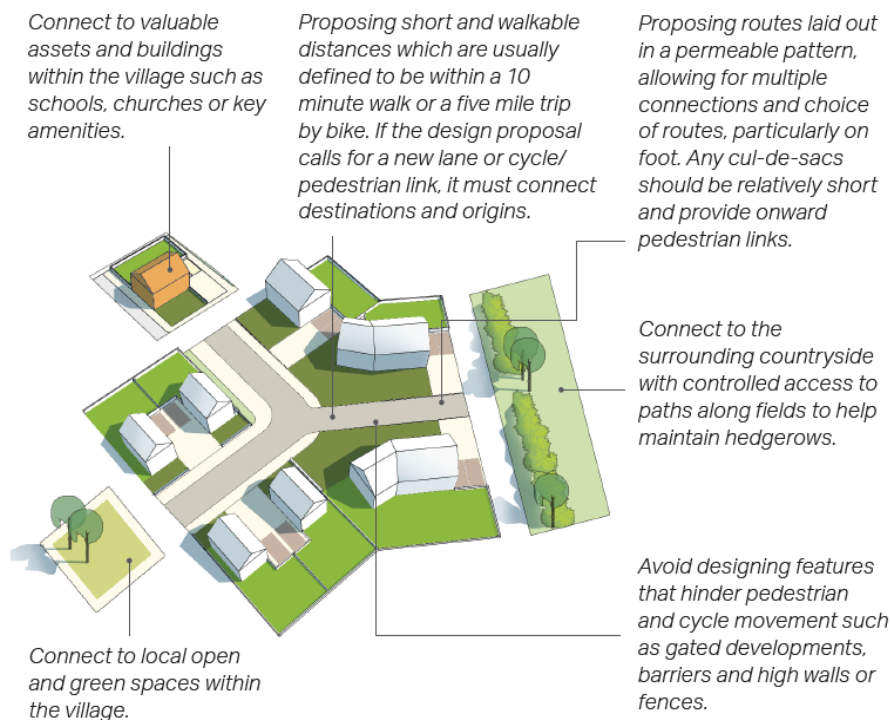 Connect to valuable
assets and buildings
within the village such as
schools, churches or key
amenities.
Proposing short and walkable
distances which are usually
defined to be within a 10
minute walk or a five mile trip
by bike. If the design proposal
calls for a new lane or cycle/
pedestrian link, it must connect
destinations and origins.
Proposing routes laid out
in a permeable pattern,
allowing for multiple
connections and choice
of routes, particularly on
foot. Any cul-de-sacs
should be relatively short
and provide onward
pedestrian links.
Connect to the
surrounding countryside
with controlled access to
paths along fields to help
maintain hedgerows.
Avoid designing features
that hinder pedestrian
and cycle movement such
as gated developments,
barriers and high walls or
fences.
Connect to local open
and green spaces within
the village.